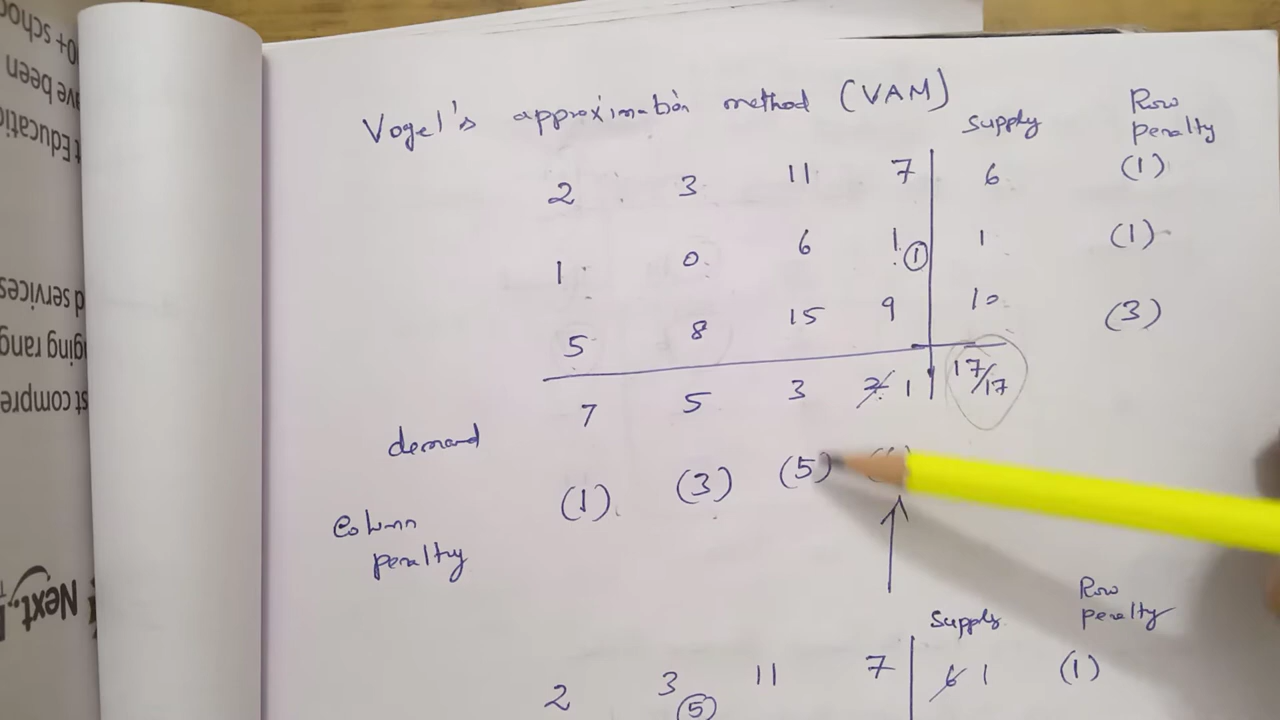 Vogel's approximation method (VAM)
Supply Row penalty
2 3 11 7 6 (1)
1 0 6 1 ① 1 (1)
5 8 15 9 10 (3)
demand 7 5 3 2 1 17/17
Column penalty (1) (3) (5)
Supply Row penalty
2 3 ⑤ 11 7 6 1 (1)
Next.